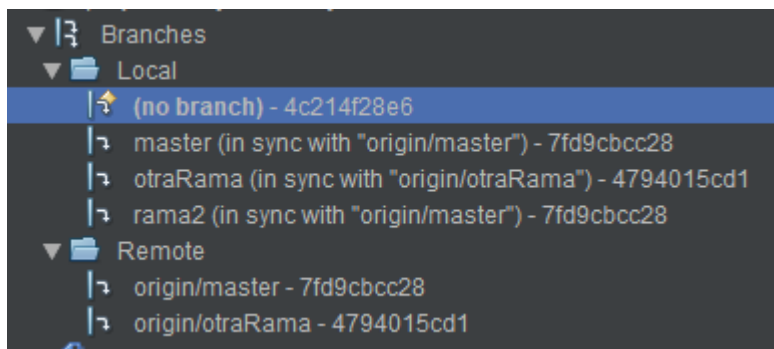 Branches
Local
(no branch) - 4c214f28e6
master (in sync with "origin/master") - 7fd9cbcc28
otraRama (in sync with "origin/otraRama") - 4794015cd1
rama2 (in sync with "origin/master") - 7fd9cbcc28
Remote
origin/master - 7fd9cbcc28
origin/otraRama - 4794015cd1